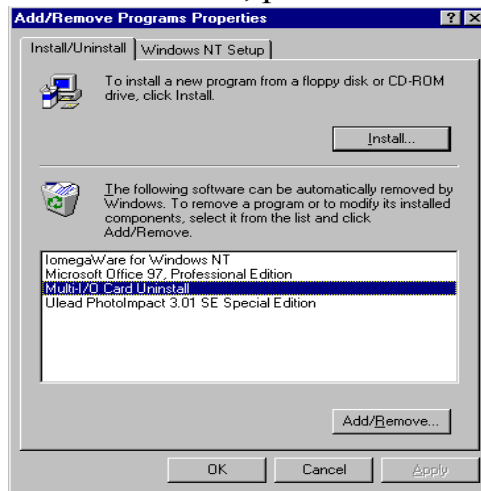 Add/Remove Programs Properties
Install/Uninstall Windows NT Setup
To install a new program from a floppy disk or CD-ROM
drive, click Install.
Install...
The following software can be automatically removed by
Windows. To remove a program or to modify its installed
components, select it from the list and click
Add/Remove.
IomegaWare for Windows NT
Microsoft Office 97, Professional Edition
Multi-I/O Card Uninstall
Ulead PhotoImpact 3.01 SE Special Edition
Add/Remove...
OK Cancel Apply